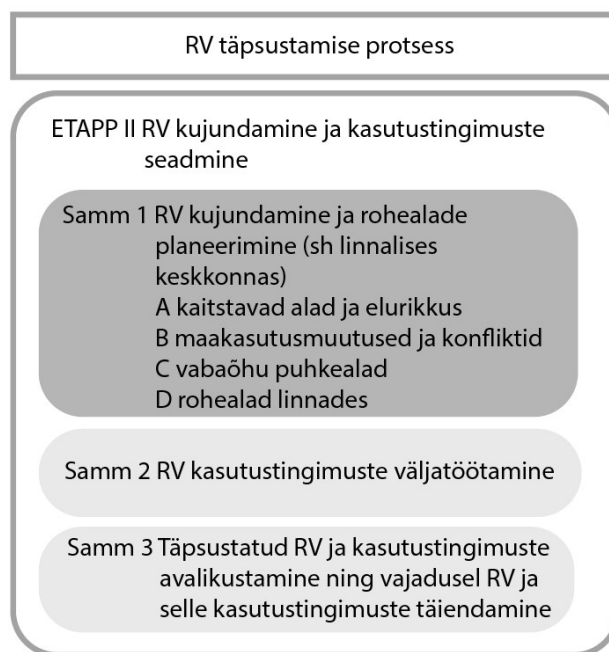 RV täpsustamise protsess
ETAPP II RV kujundamine ja kasutustingimuste
seadmine
Samm 1 RV kujundamine ja rohealade
planeerimine (sh linnalises
keskkonnas)
A kaitstavad alad ja elurikkus
B maakasutusmuutused ja konfliktid
C vabaõhu puhkealad
D rohealad linnades
Samm 2 RV kasutustingimuste väljatöötamine
Samm 3 Täpsustatud RV ja kasutustingimuste
avalikustamine ning vajadusel RV ja
selle kasutustingimuste täiendamine